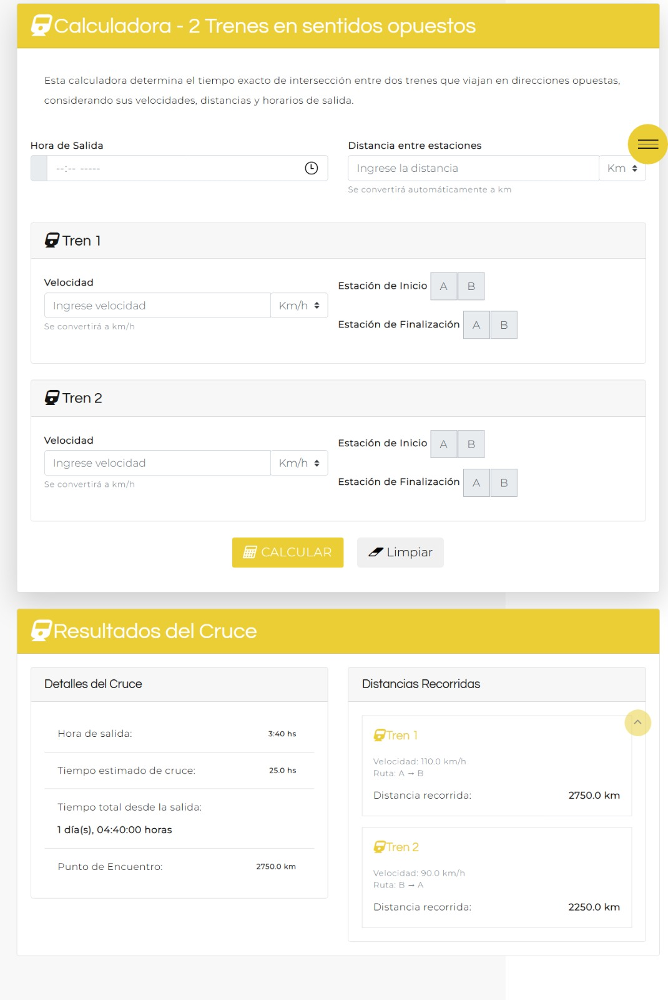 Calculadora - 2 Trenes en sentidos opuestos
Esta calculadora determina el tiempo exacto de intersección entre dos trenes que viajan en direcciones opuestas,
considerando sus velocidades, distancias y horarios de salida.
Hora de Salida
--:-- -----
Distancia entre estaciones
Ingrese la distancia
Km
Se convertirá automáticamente a km
Tren 1
Velocidad
Ingrese velocidad
Km/h
Se convertirá a km/h
Estación de Inicio A B
Estación de Finalización A B
Tren 2
Velocidad
Ingrese velocidad
Km/h
Se convertirá a km/h
Estación de Inicio A B
Estación de Finalización A B
CALCULAR
Limpiar
Resultados del Cruce
Detalles del Cruce
Hora de salida: 3:40 hs
Tiempo estimado de cruce: 25.0 hs
Tiempo total desde la salida:
1 día(s), 04:40:00 horas
Punto de Encuentro: 2750.0 km
Distancias Recorridas
Tren 1
Velocidad: 110.0 km/h
Ruta: A → B
Distancia recorrida: 2750.0 km
Tren 2
Velocidad: 90.0 km/h
Ruta: B → A
Distancia recorrida: 2250.0 km